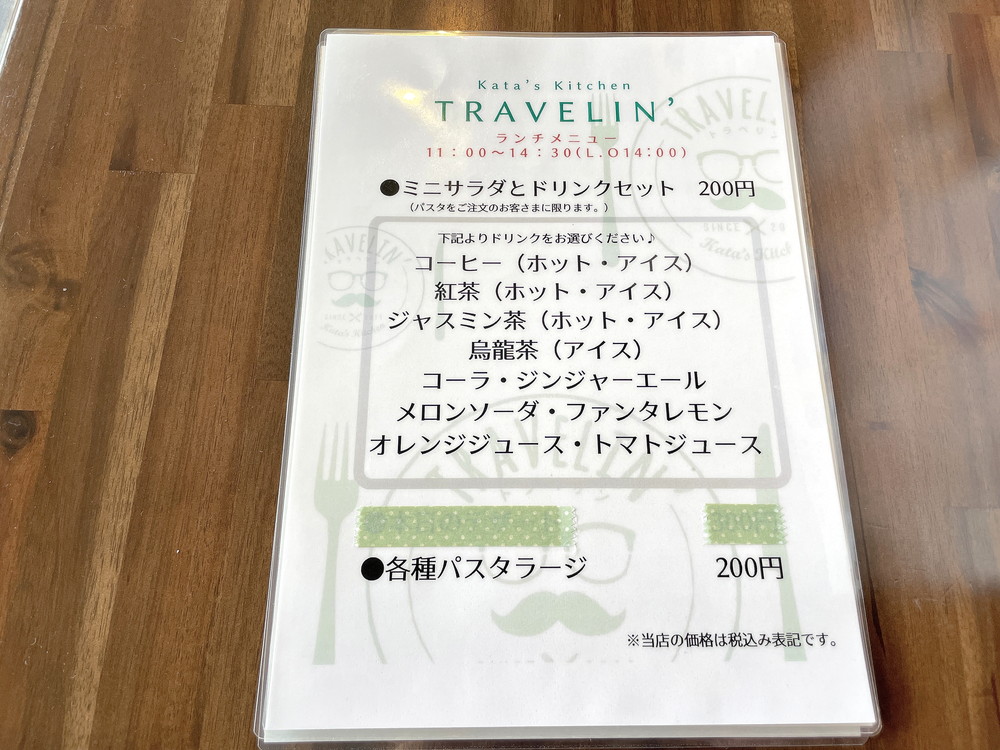 Kata's Kitchen
TRAVELIN'
ランチメニュー
11：00～14：30(L.O14:00)
●ミニサラダとドリンクセット 200円
（パスタをご注文のお客さまに限ります。）
下記よりドリンクをお選びください♪
コーヒー（ホット・アイス）
紅茶（ホット・アイス）
ジャスミン茶（ホット・アイス）
烏龍茶（アイス）
コーラ・ジンジャーエール
メロンソーダ・ファンタレモン
オレンジジュース・トマトジュース
●各種パスタラージ 200円
※当店の価格は税込み表記です。